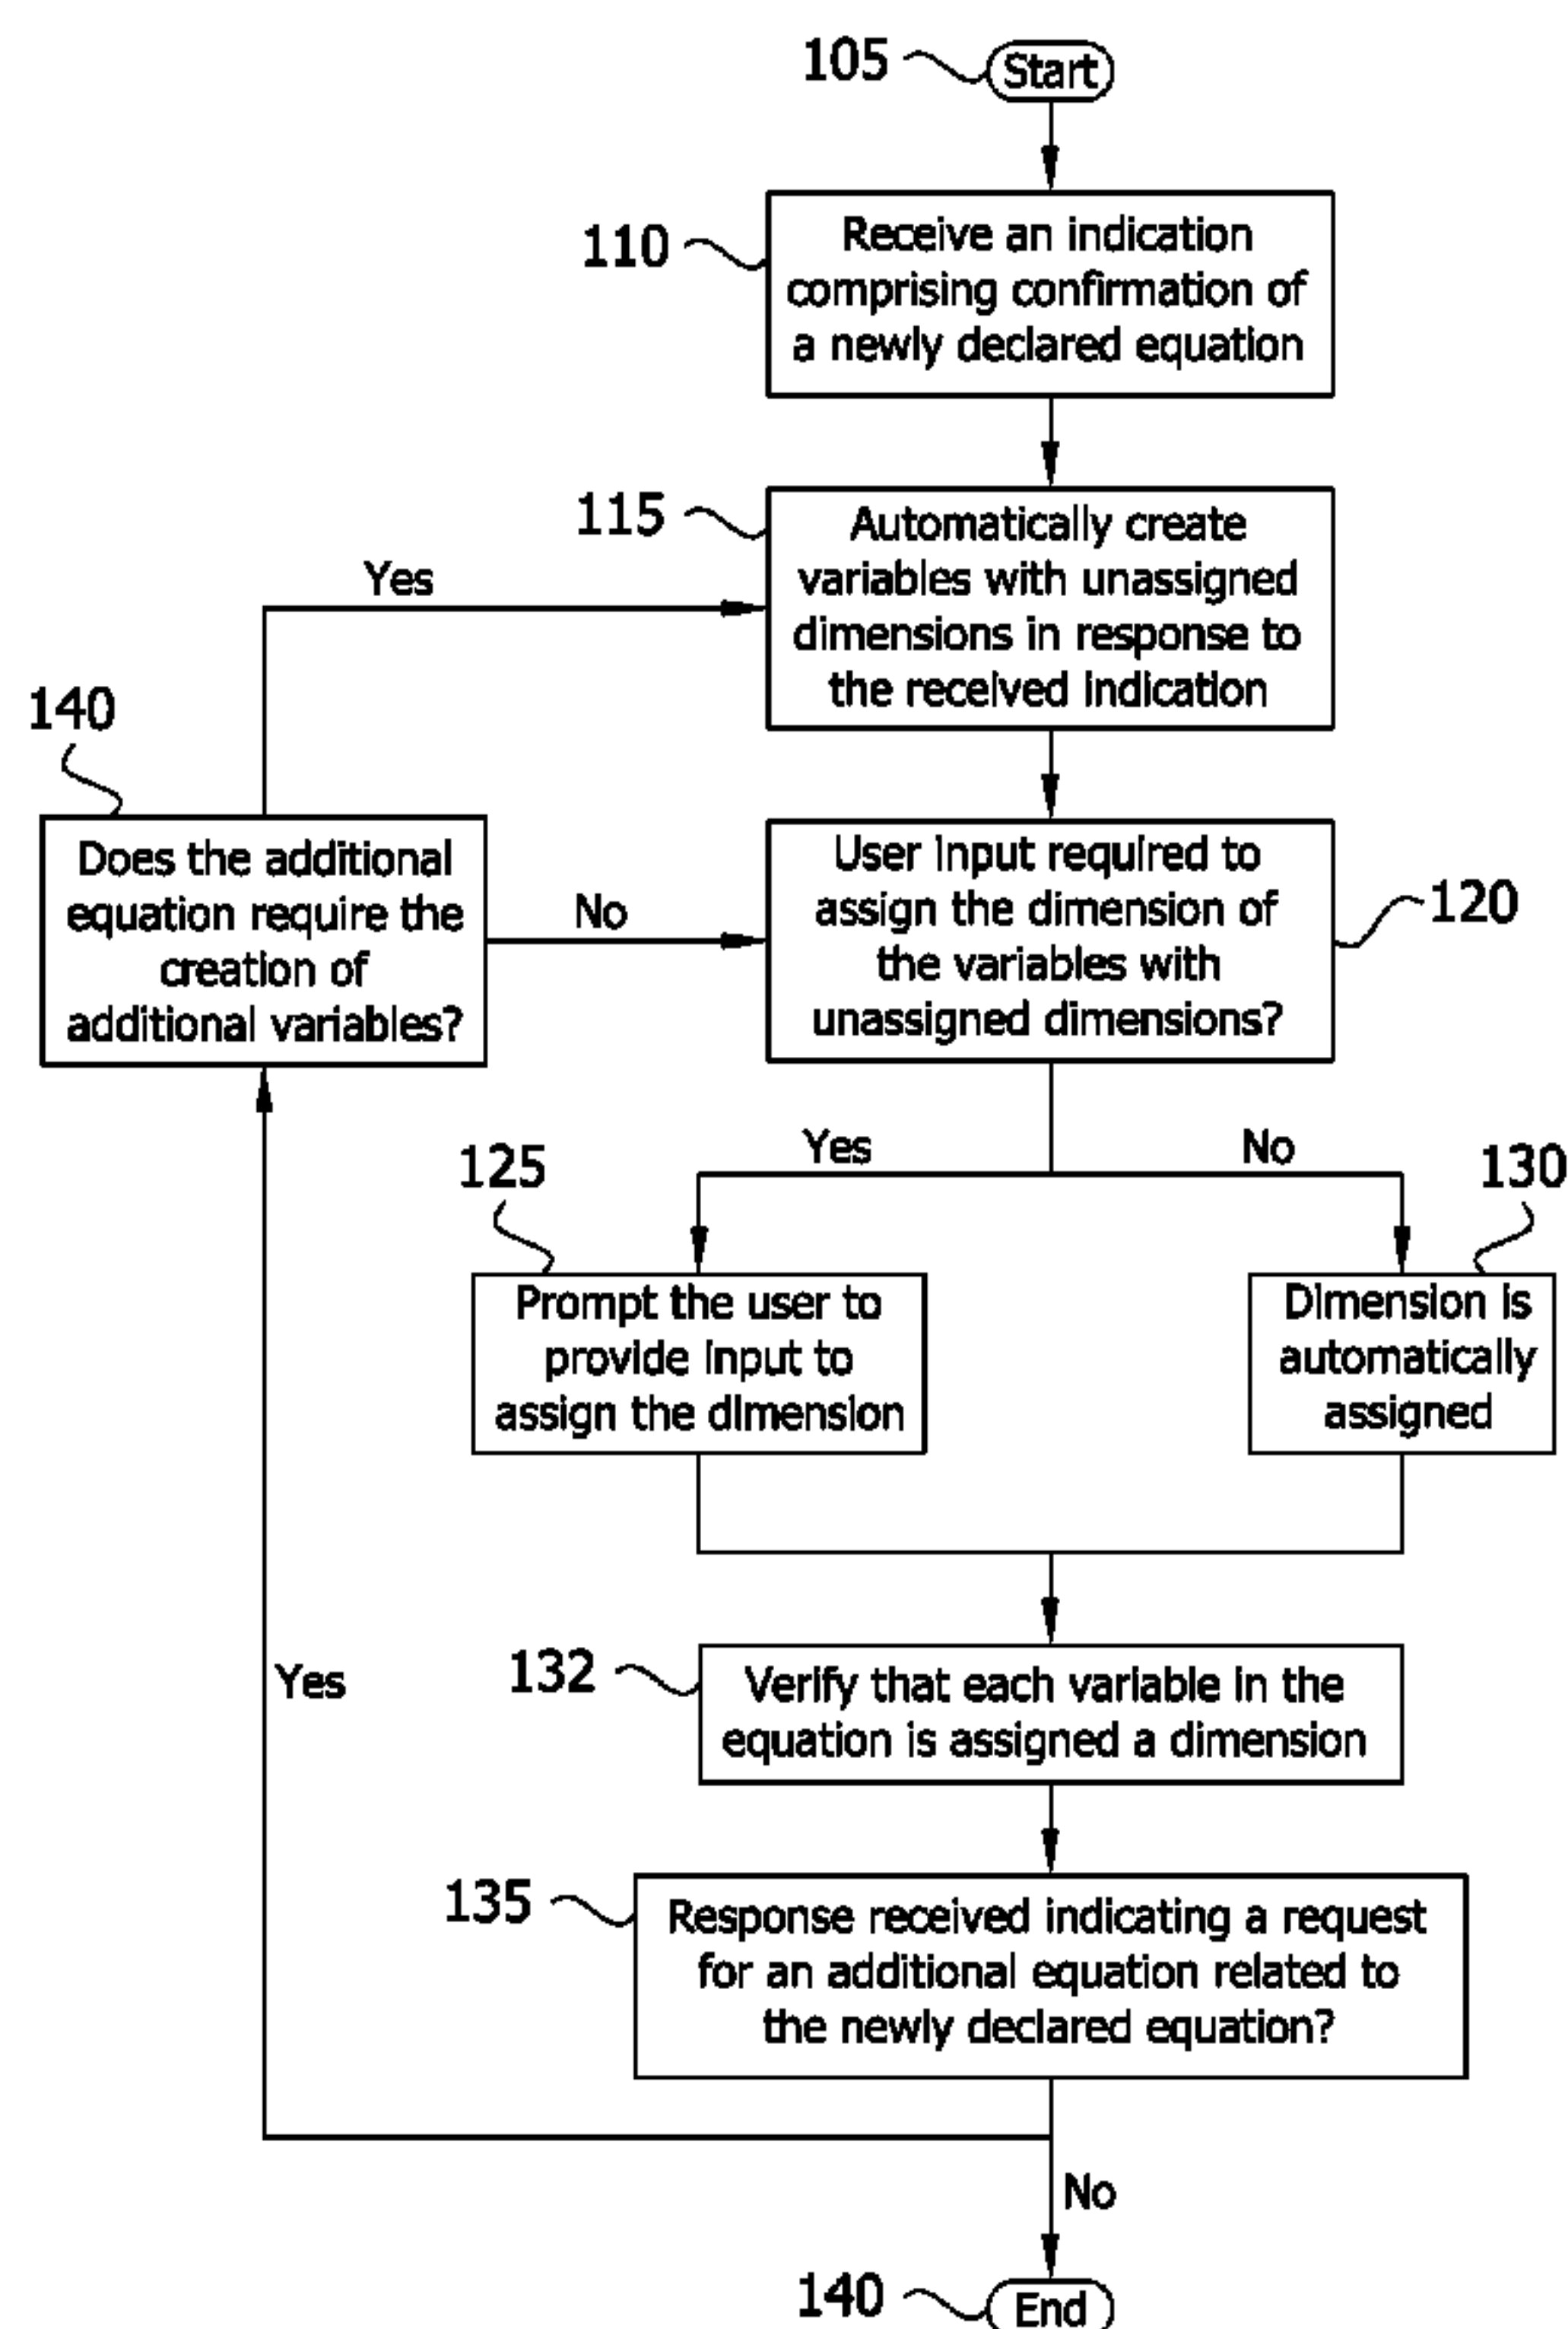 105
Start
110
Receive an indication
comprising confirmation of
a newly declared equation
115
Automatically create
variables with unassigned
dimensions in response to
the received indication
Yes
140
Does the additional
equation require the
creation of
additional variables?
No
User input required to
assign the dimension of
the variables with
unassigned dimensions?
120
Yes
No
125
130
Prompt the user to
provide input to
assign the dimension
Dimension is
automatically
assigned
132
Verify that each variable in the
equation is assigned a dimension
Yes
135
Response received indicating a request
for an additional equation related to
the newly declared equation?
No
140
End